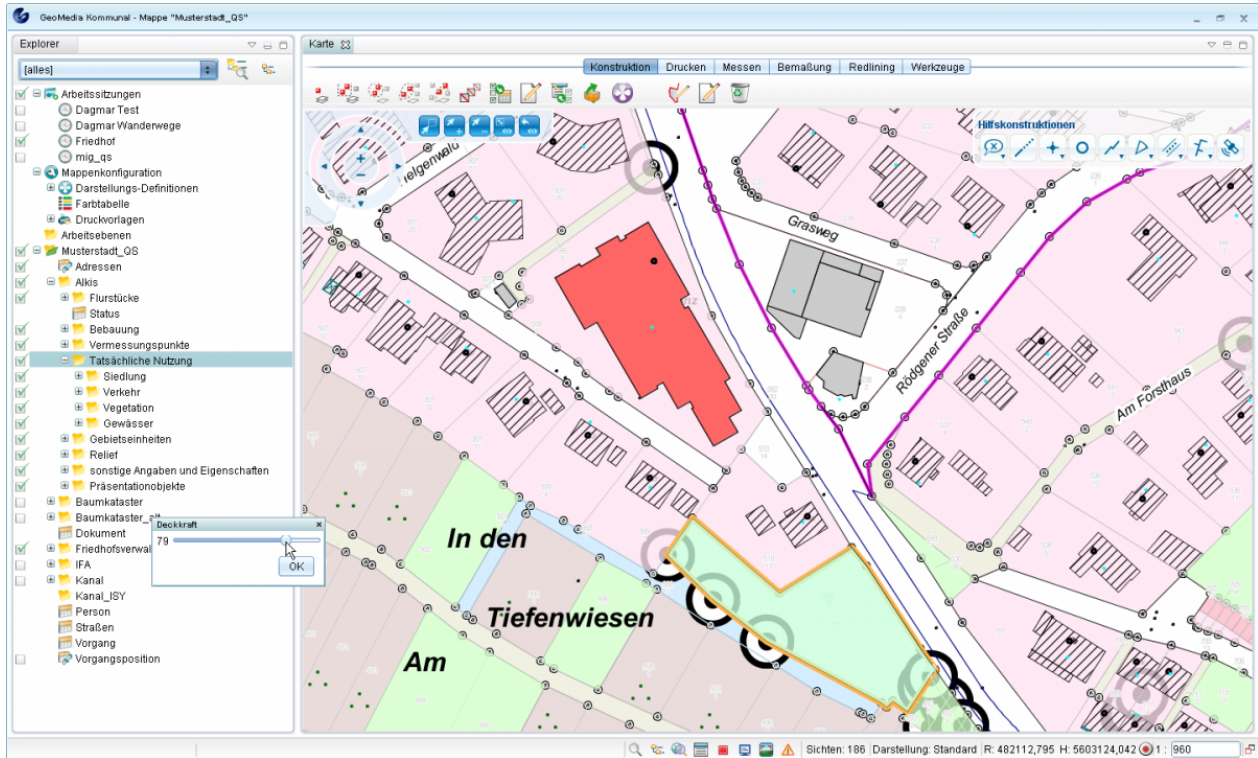 GeoMedia Kommunal - Mappe "Musterstadt_QS"
Explorer
[alles]
Arbeitssitzungen
Dagmar Test
Dagmar Wanderwege
Friedhof
mig_qs
Mappenkonfiguration
Darstellungs-Definitionen
Farbtabelle
Druckvorlagen
Arbeitsebenen
Musterstadt_QS
Adressen
Alkis
Flurstücke
Status
Bebauung
Vermessungspunkte
Tatsächliche Nutzung
Siedlung
Verkehr
Vegetation
Gewässer
Gebietseinheiten
Relief
sonstige Angaben und Eigenschaften
Präsentationobjekte
Baumkataster
Baumkataster_alt
Dokument
Friedhofsverwal
IFA
Kanal
Kanal_ISY
Person
Straßen
Vorgang
Vorgangsposition
Deckkraft
79
OK
Karte
Konstruktion Drucken Messen Bemaßung Redlining Werkzeuge
Hilfskonstruktionen
elgenwald
Grasweg
Rödgener Straße
Am Forsthaus
In den
Tiefenwiesen
Am
Sichten: 186 Darstellung: Standard R: 482112,795 H: 5603124,042 1 : 960